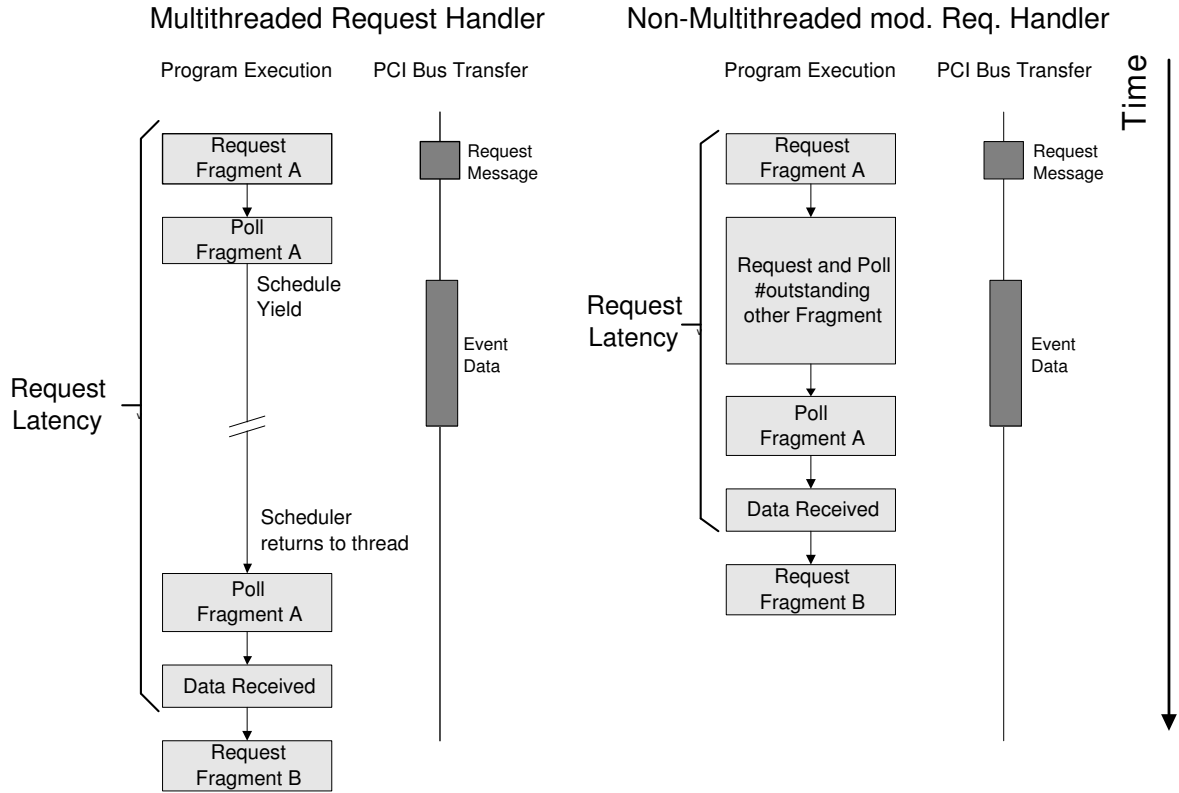 Multithreaded Request Handler
Program Execution
PCI Bus Transfer
Request
Fragment A
Request
Message
Poll
Fragment A
Schedule
Yield
Event
Data
Request
Latency
Scheduler
returns to thread
Poll
Fragment A
Data Received
Request
Fragment B
Non-Multithreaded mod. Req. Handler
Program Execution
PCI Bus Transfer
Request
Fragment A
Request
Message
Request and Poll
#outstanding
other Fragment
Request
Latency
Event
Data
Poll
Fragment A
Data Received
Request
Fragment B
Time